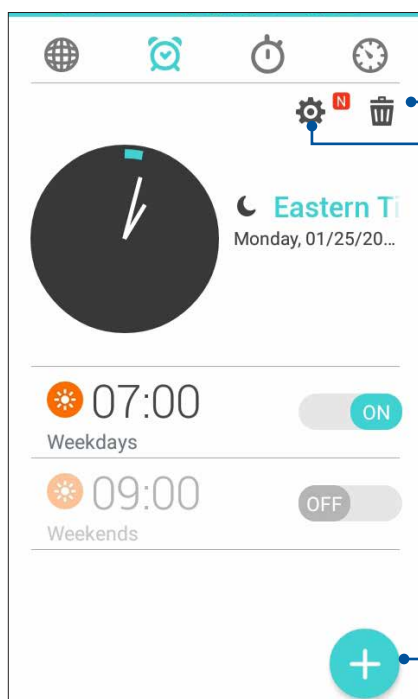 N
Eastern Ti
Monday, 01/25/20...
07:00
ON
Weekdays
09:00
OFF
Weekends